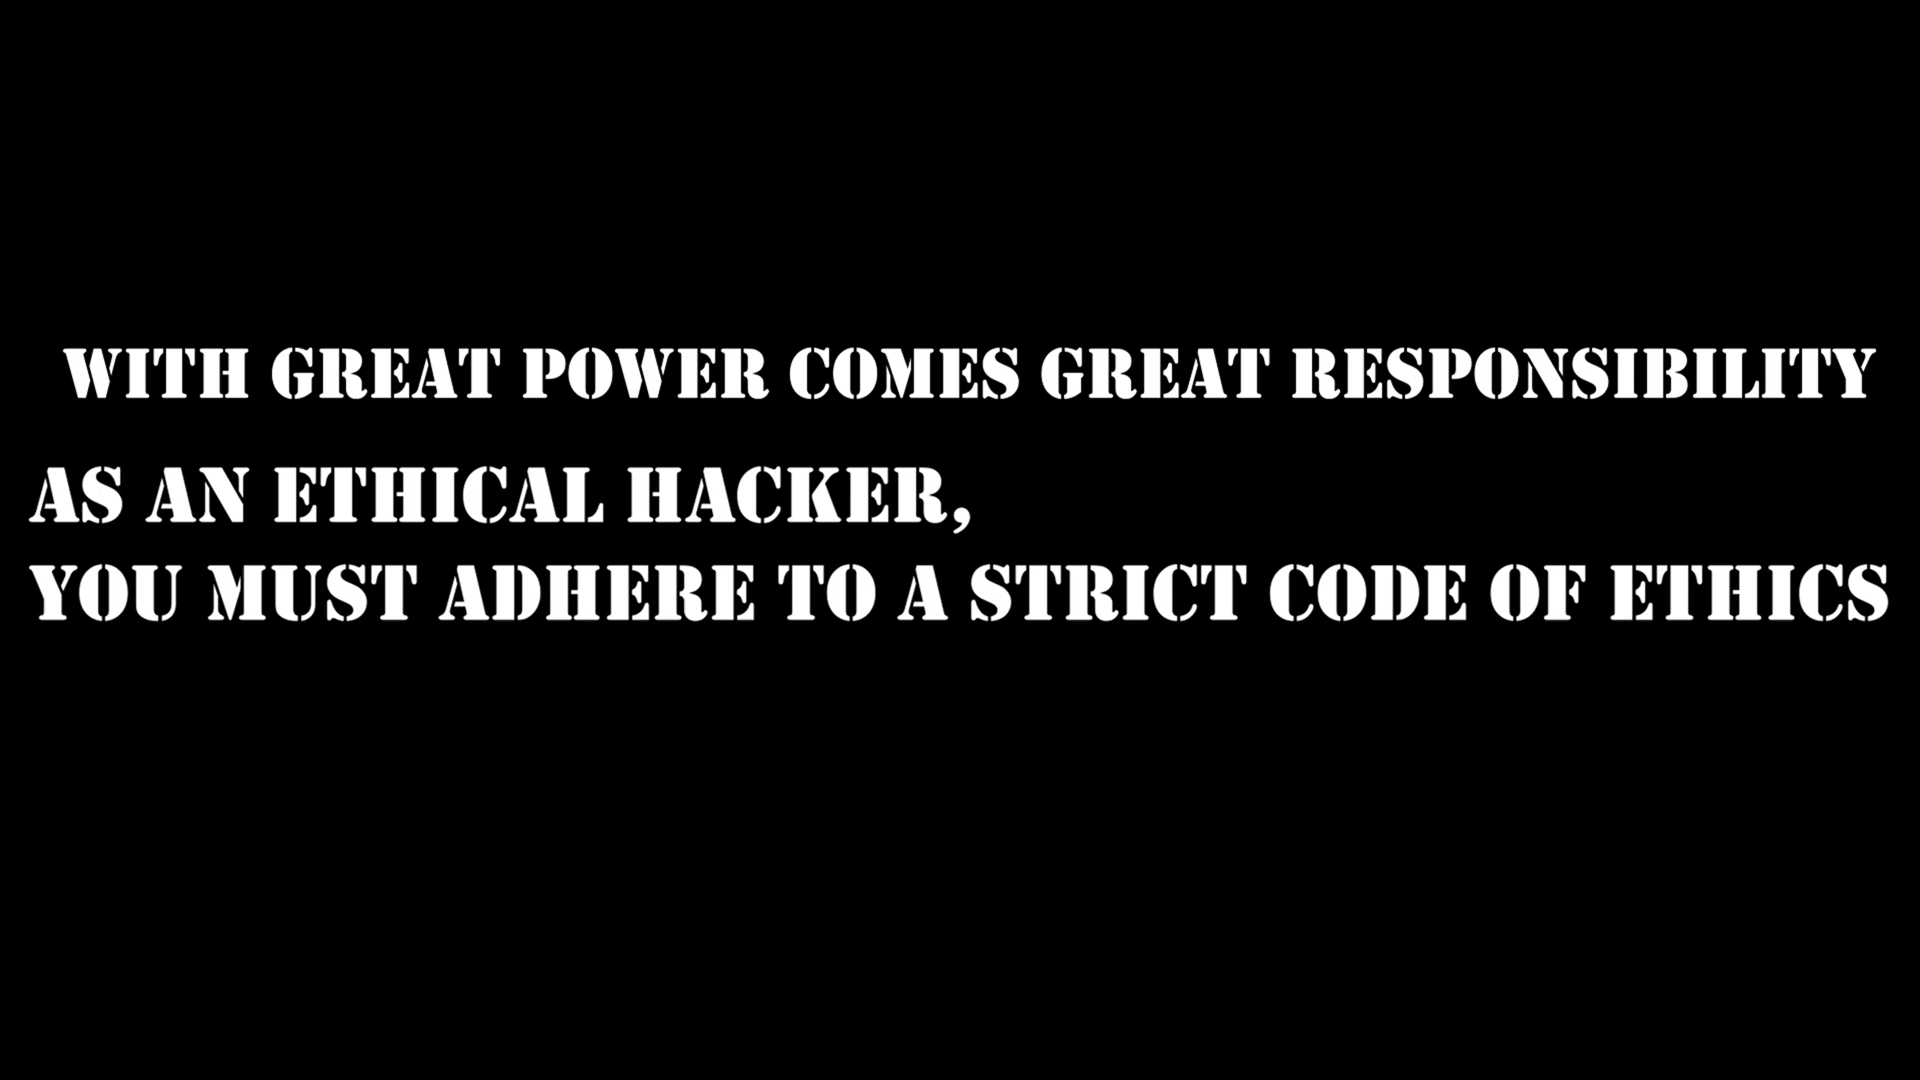 WITH GREAT POWER COMES GREAT RESPONSIBILITY
AS AN ETHICAL HACKER,
YOU MUST ADHERE TO A STRICT CODE OF ETHICS